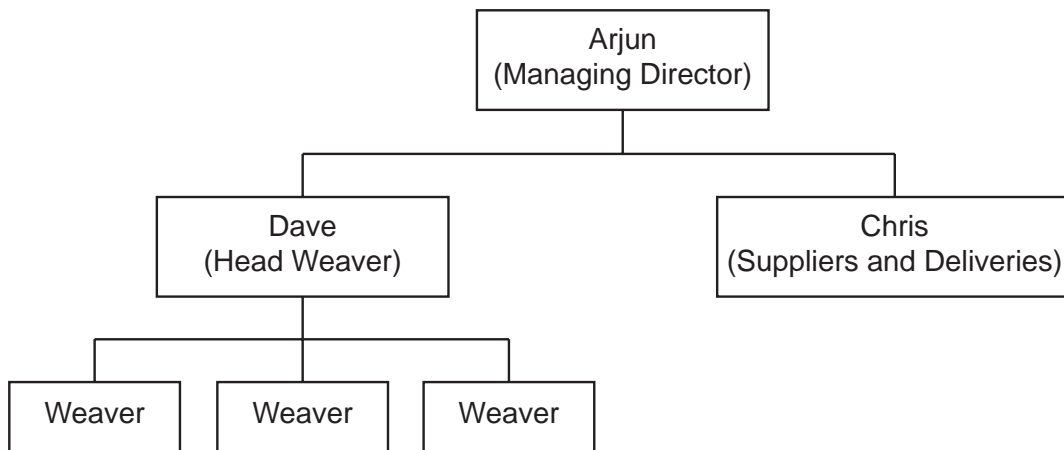 Arjun
(Managing Director)
Dave
(Head Weaver)
Chris
(Suppliers and Deliveries)
Weaver
Weaver
Weaver